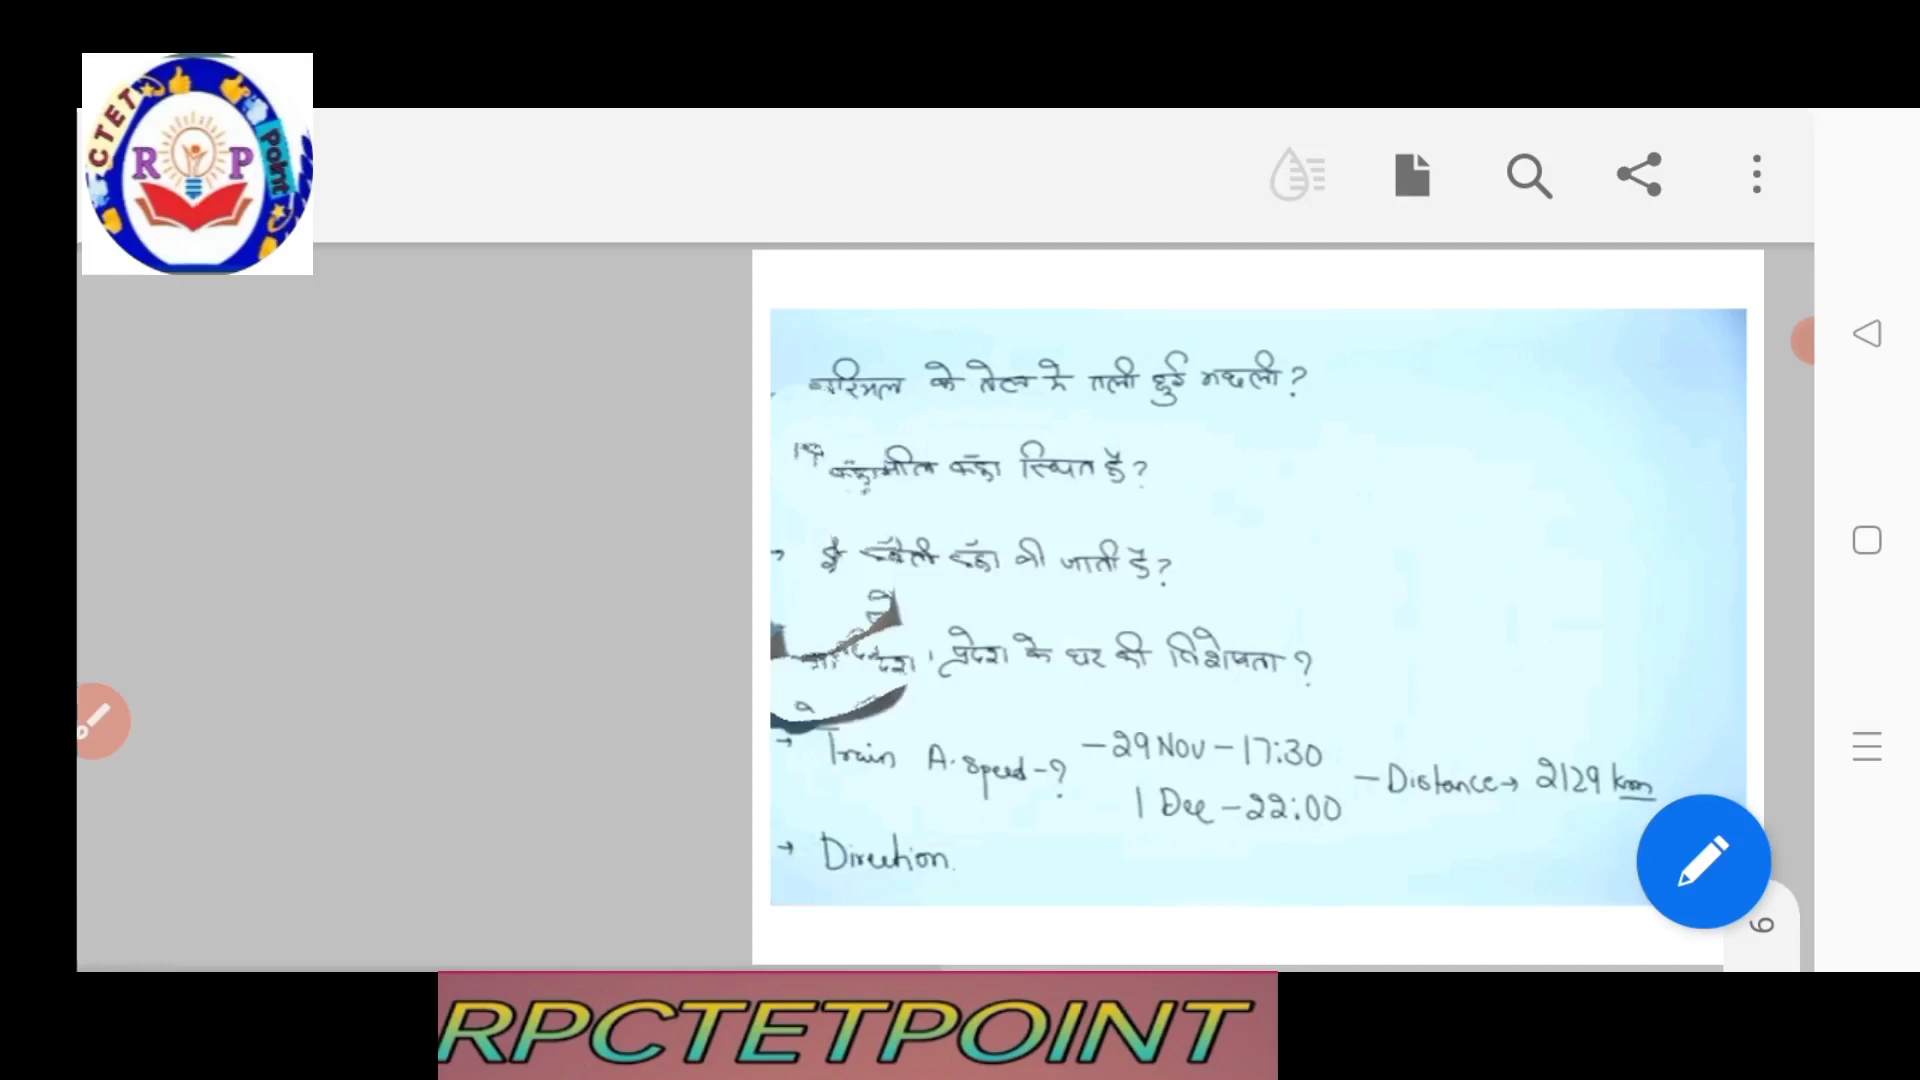 CTET
Point
R P
के तेल में तली हुई मछली?
कहाँ स्थित है?
खेती कहाँ की जाती है?
प्रदेश के घर की विशेषता?
→ Train A. Speed-? -29 Nov-17:30
1 Dec-22:00
- Distance→ 2129 km
→ Direction.
6
RPCTETPOINT